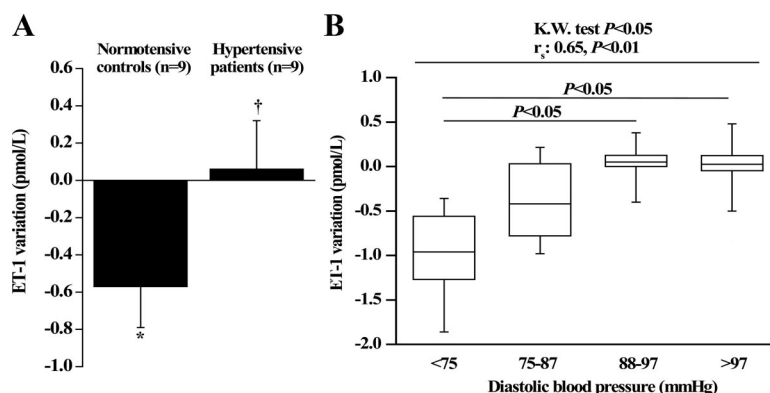 A
Normotensive controls (n=9)
Hypertensive patients (n=9)
ET-1 variation (pmol/L)
0.6
0.4
0.2
0.0
-0.2
-0.4
-0.6
-0.8
-1.0
†
*
B
K.W. test P<0.05
rs: 0.65, P<0.01
P<0.05
P<0.05
ET-1 variation (pmol/L)
1.0
0.5
0.0
-0.5
-1.0
-1.5
-2.0
<75 75-87 88-97 >97
Diastolic blood pressure (mmHg)